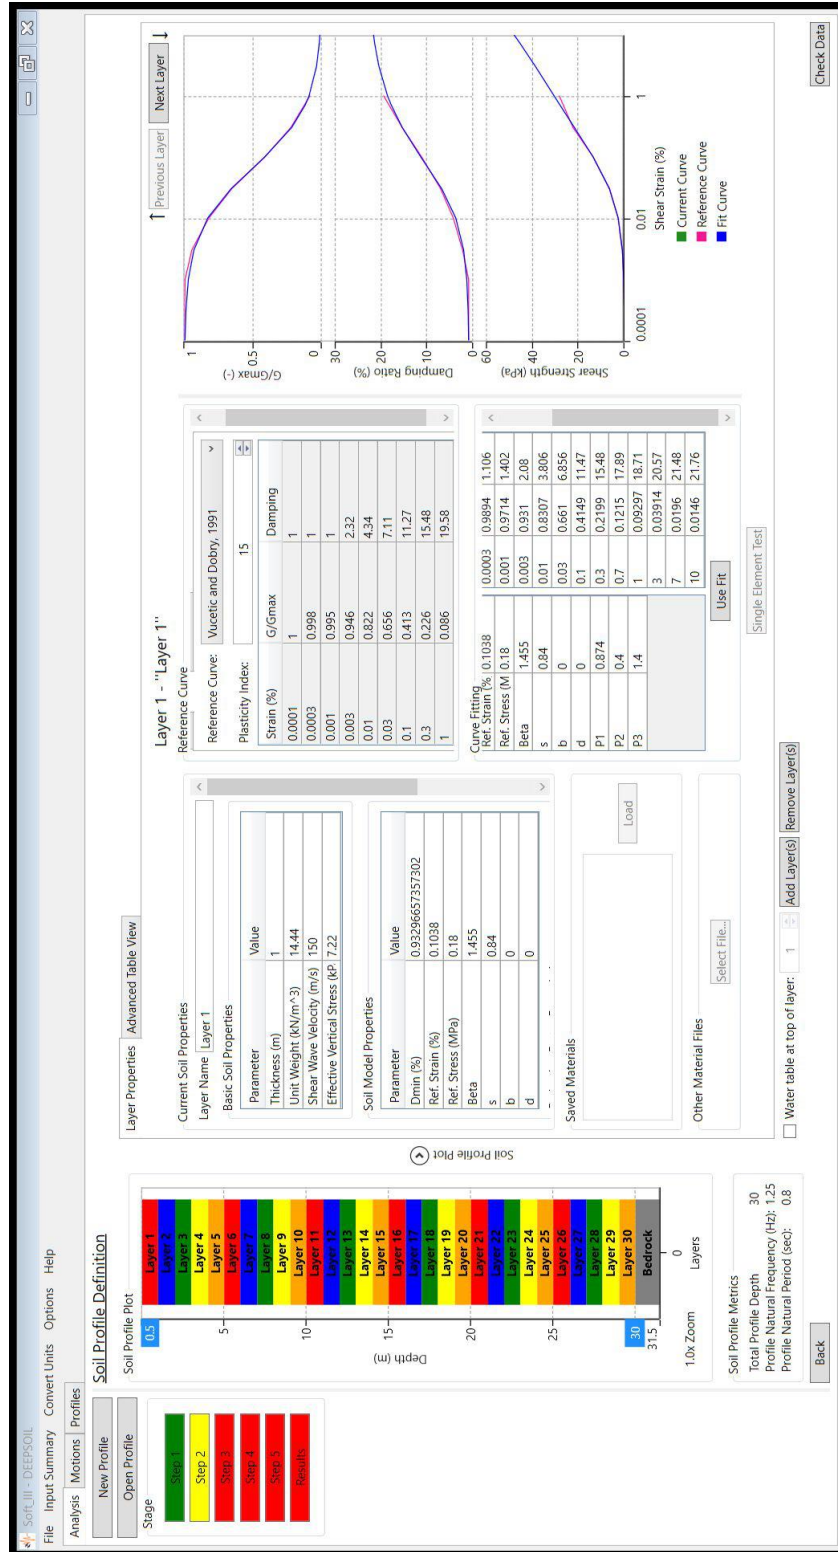 Soft_III - DEEPSOIL
File Input Summary Convert Units Options Help
Analysis Motions Profiles
New Profile
Open Profile
Stage
Step 1
Step 2
Step 3
Step 4
Step 5
Results
Soil Profile Definition
Soil Profile Plot
0.5
5
10
15
20
25
30
31.5
Depth (m)
Layer 1
Layer 2
Layer 3
Layer 4
Layer 5
Layer 6
Layer 7
Layer 8
Layer 9
Layer 10
Layer 11
Layer 12
Layer 13
Layer 14
Layer 15
Layer 16
Layer 17
Layer 18
Layer 19
Layer 20
Layer 21
Layer 22
Layer 23
Layer 24
Layer 25
Layer 26
Layer 27
Layer 28
Layer 29
Layer 30
Bedrock
0
Layers
1.0x Zoom
Soil Profile Metrics
Total Profile Depth 30
Profile Natural Frequency (Hz): 1.25
Profile Natural Period (sec): 0.8
Back
Soil Profile Plot
Layer Properties Advanced Table View
Layer 1 - "Layer 1"
Previous Layer Next Layer
Current Soil Properties
Layer Name Layer 1
Basic Soil Properties
Parameter Value
Thickness (m) 1
Unit Weight (kN/m^3) 14.44
Shear Wave Velocity (m/s) 150
Effective Vertical Stress (kP 7.22
Soil Model Properties
Parameter Value
Dmin (%) 0.93296657357302
Ref. Strain (%) 0.1038
Ref. Stress (MPa) 0.18
Beta 1.455
s 0.84
b 0
d 0
Saved Materials
Load
Other Material Files
Select File...
Water table at top of layer: 1 Add Layer(s) Remove Layer(s)
Reference Curve
Reference Curve: Vucetic and Dobry, 1991
Plasticity Index: 15
Strain (%) G/Gmax Damping
0.0001 1 1
0.0003 0.998 1
0.001 0.995 1
0.003 0.946 2.32
0.01 0.822 4.34
0.03 0.656 7.11
0.1 0.413 11.27
0.3 0.226 15.48
1 0.086 19.58
Curve Fitting
Ref. Strain (% 0.1038
Ref. Stress (M 0.18
Beta 1.455
s 0.84
b 0
d 0
P1 0.874
P2 0.4
P3 1.4
0.0003 0.9894 1.106
0.001 0.9714 1.402
0.003 0.931 2.08
0.01 0.8307 3.806
0.03 0.661 6.856
0.1 0.4149 11.47
0.3 0.2199 15.48
0.7 0.1215 17.89
1 0.09297 18.71
3 0.03914 20.57
7 0.0196 21.48
10 0.0146 21.76
Use Fit
Single Element Test
G/Gmax (-)
1
0.5
0
Damping Ratio (%)
30
20
10
0
Shear Strength (kPa)
60
40
20
0
0.0001 0.01 1
Shear Strain (%)
Current Curve
Reference Curve
Fit Curve
Check Data